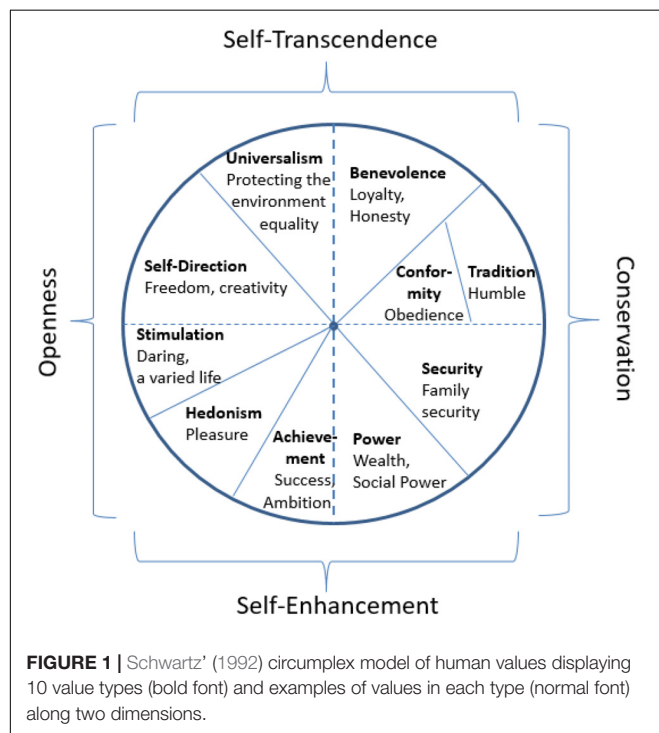 Self-Transcendence
Openness
Conservation
Universalism
Protecting the
environment
equality
Benevolence
Loyalty,
Honesty
Self-Direction
Freedom, creativity
Confor-
mity
Obedience
Tradition
Humble
Stimulation
Daring,
a varied life
Security
Family
security
Hedonism
Pleasure
Achieve-
ment
Success,
Ambition
Power
Wealth,
Social Power
Self-Enhancement
FIGURE 1 | Schwartz' (1992) circumplex model of human values displaying
10 value types (bold font) and examples of values in each type (normal font)
along two dimensions.